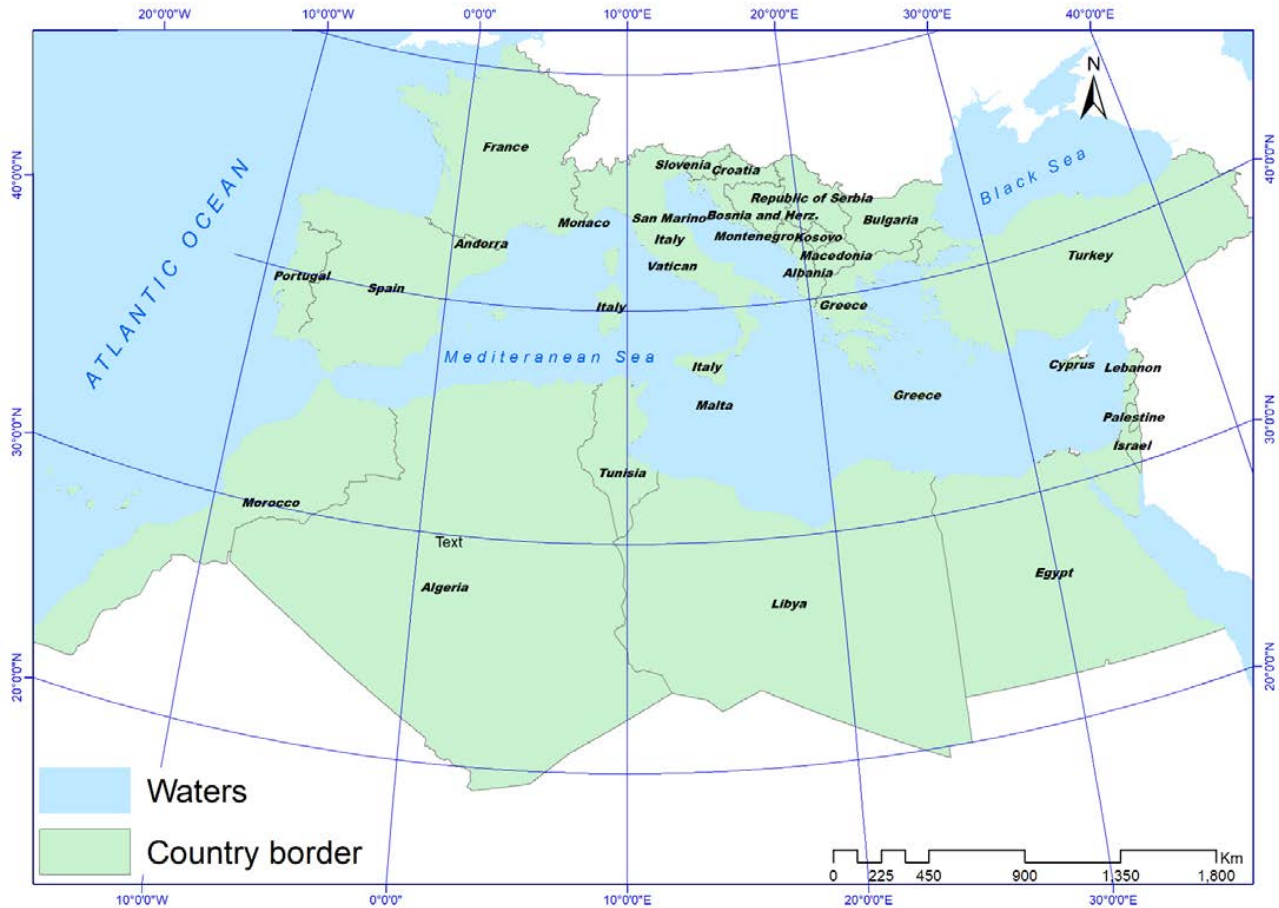 20°0'0"W 10°0'0"W 0°0'0" 10°0'0"E 20°0'0"E 30°0'0"E 40°0'0"E
N
40°0'0"N
40°0'0"N
30°0'0"N
30°0'0"N
20°0'0"N
20°0'0"N
ATLANTIC OCEAN
Black Sea
France
Slovenia
Croatia
Republic of Serbia
Monaco
San Marino
Bosnia and Herz.
Bulgaria
Andorra
Italy
Montenegro
Kosovo
Macedonia
Turkey
Portugal
Spain
Vatican
Albania
Italy
Greece
Mediteranean Sea
Italy
Cyprus
Lebanon
Malta
Greece
Palestine
Israel
Tunisia
Morocco
Text
Algeria
Libya
Egypt
Waters
Country border
Km
0 225 450 900 1,350 1,800
10°0'0"W 0°0'0" 10°0'0"E 20°0'0"E 30°0'0"E